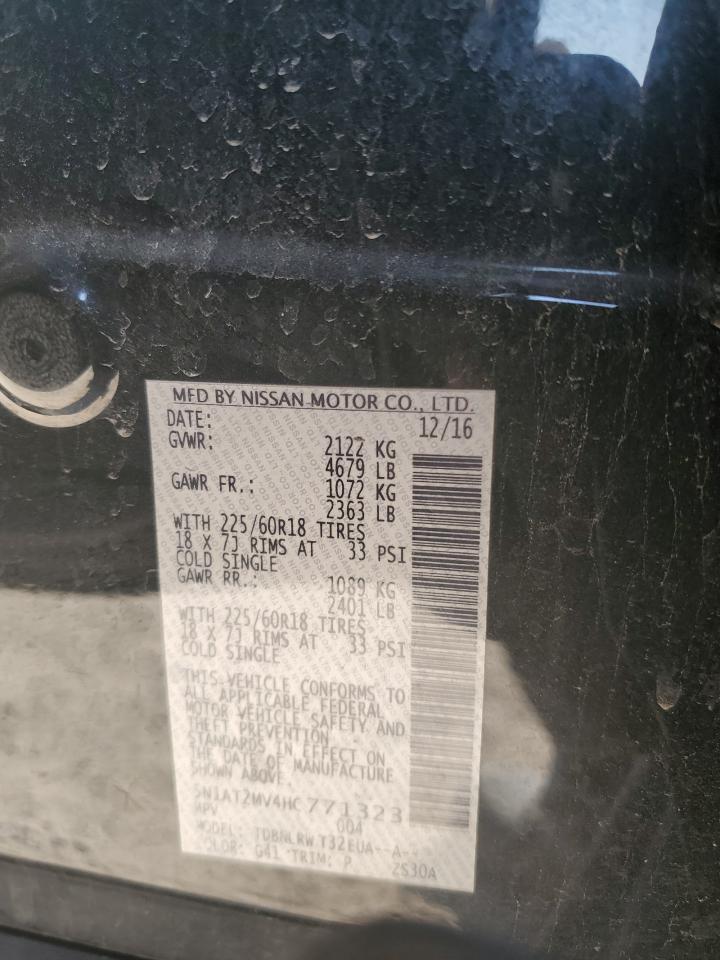 MFD BY NISSAN MOTOR CO., LTD.
DATE: 12/16
GVWR: 2122 KG
4679 LB
GAWR FR.: 1072 KG
2363 LB
WITH 225/60R18 TIRES
18 X 7J RIMS AT 33 PSI
COLD SINGLE
GAWR RR.: 1089 KG
2401 LB
WITH 225/60R18 TIRES
18 X 7J RIMS AT 33 PSI
COLD SINGLE
THIS VEHICLE CONFORMS TO
ALL APPLICABLE FEDERAL
MOTOR VEHICLE SAFETY AND
THEFT PREVENTION
STANDARDS IN EFFECT ON
THE DATE OF MANUFACTURE
SHOWN ABOVE.
5N1AT2MV4HC771323
MPV 004
MODEL: TDBNLRW T32EUA--A--
COLOR: G41 TRIM: P 2S30A